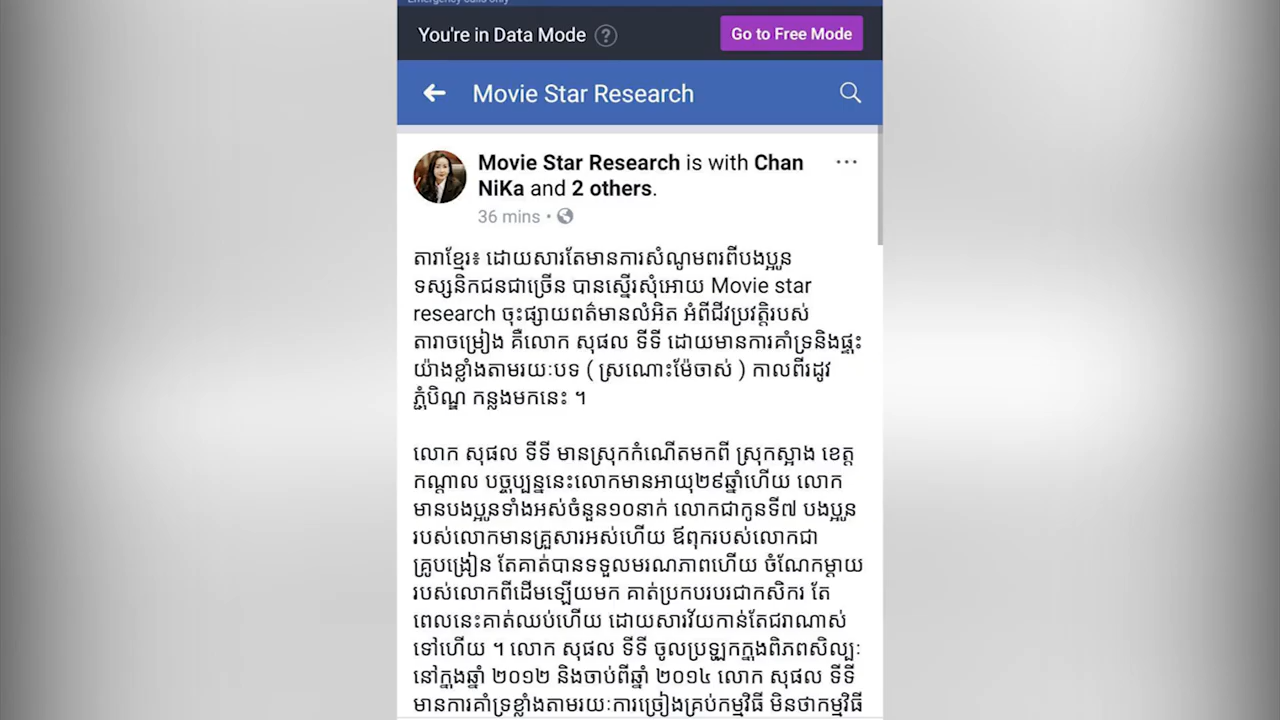 Emergency calls only
You're in Data Mode ?
Go to Free Mode
Movie Star Research
Movie Star Research is with Chan
NiKa and 2 others.
36 mins •
តារាខ្មែរ៖ ដោយសារតែមានការសំណូមពរពីបងប្អូន
ទស្សនិកជនជាច្រើន បានស្នើរសុំអោយ Movie star
research ចុះផ្សាយពត៌មានលំអិត អំពីជីវប្រវត្តិរបស់
តារាចម្រៀង គឺលោក សុផល ទីទី ដោយមានការគាំទ្រនិងផ្ទុះ
យ៉ាងខ្លាំងតាមរយៈបទ ( ស្រណោះម៉ែចាស់ ) កាលពីរដូវ
ភ្ជុំបិណ្ឌ កន្លងមកនេះ ។
លោក សុផល ទីទី មានស្រុកកំណើតមកពី ស្រុកស្អាង ខេត្ត
កណ្ដាល បច្ចុប្បន្ននេះលោកមានអាយុ២៩ឆ្នាំហើយ លោក
មានបងប្អូនទាំងអស់ចំនួន១០នាក់ លោកជាកូនទី៧ បងប្អូន
របស់លោកមានគ្រួសារអស់ហើយ ឪពុករបស់លោកជា
គ្រូបង្រៀន តែគាត់បានទទួលមរណភាពហើយ ចំណែកម្ដាយ
របស់លោកពីដើមឡើយមក គាត់ប្រកបរបរជាកសិករ តែ
ពេលនេះគាត់ឈប់ហើយ ដោយសារវ័យកាន់តែជរាណាស់
ទៅហើយ ។ លោក សុផល ទីទី ចូលប្រឡូកក្នុងពិភពសិល្បៈ
នៅក្នុងឆ្នាំ ២០១២ និងចាប់ពីឆ្នាំ ២០១៤ លោក សុផល ទីទី
មានការគាំទ្រខ្លាំងតាមរយៈការច្រៀងគ្រប់កម្មវិធី មិនថាកម្មវិធី